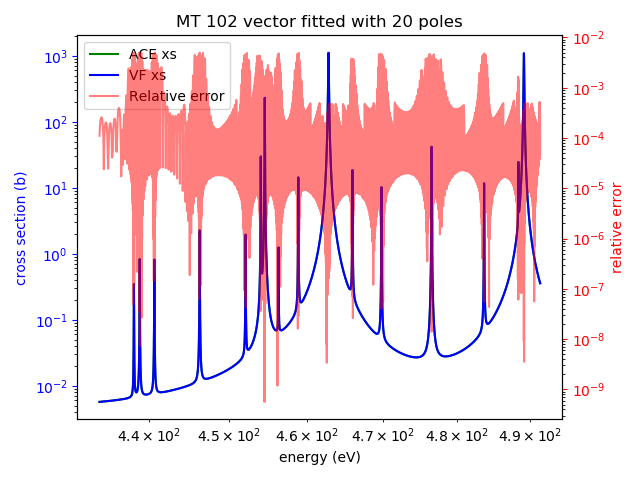 MT 102 vector fitted with 20 poles
ACE xs
VF xs
Relative error
cross section (b)
10³
10²
10¹
10⁰
10⁻¹
10⁻²
10⁻²
10⁻³
10⁻⁴
10⁻⁵
10⁻⁶
10⁻⁷
10⁻⁸
10⁻⁹
relative error
4.4 × 10² 4.5 × 10² 4.6 × 10² 4.7 × 10² 4.8 × 10² 4.9 × 10²
energy (eV)